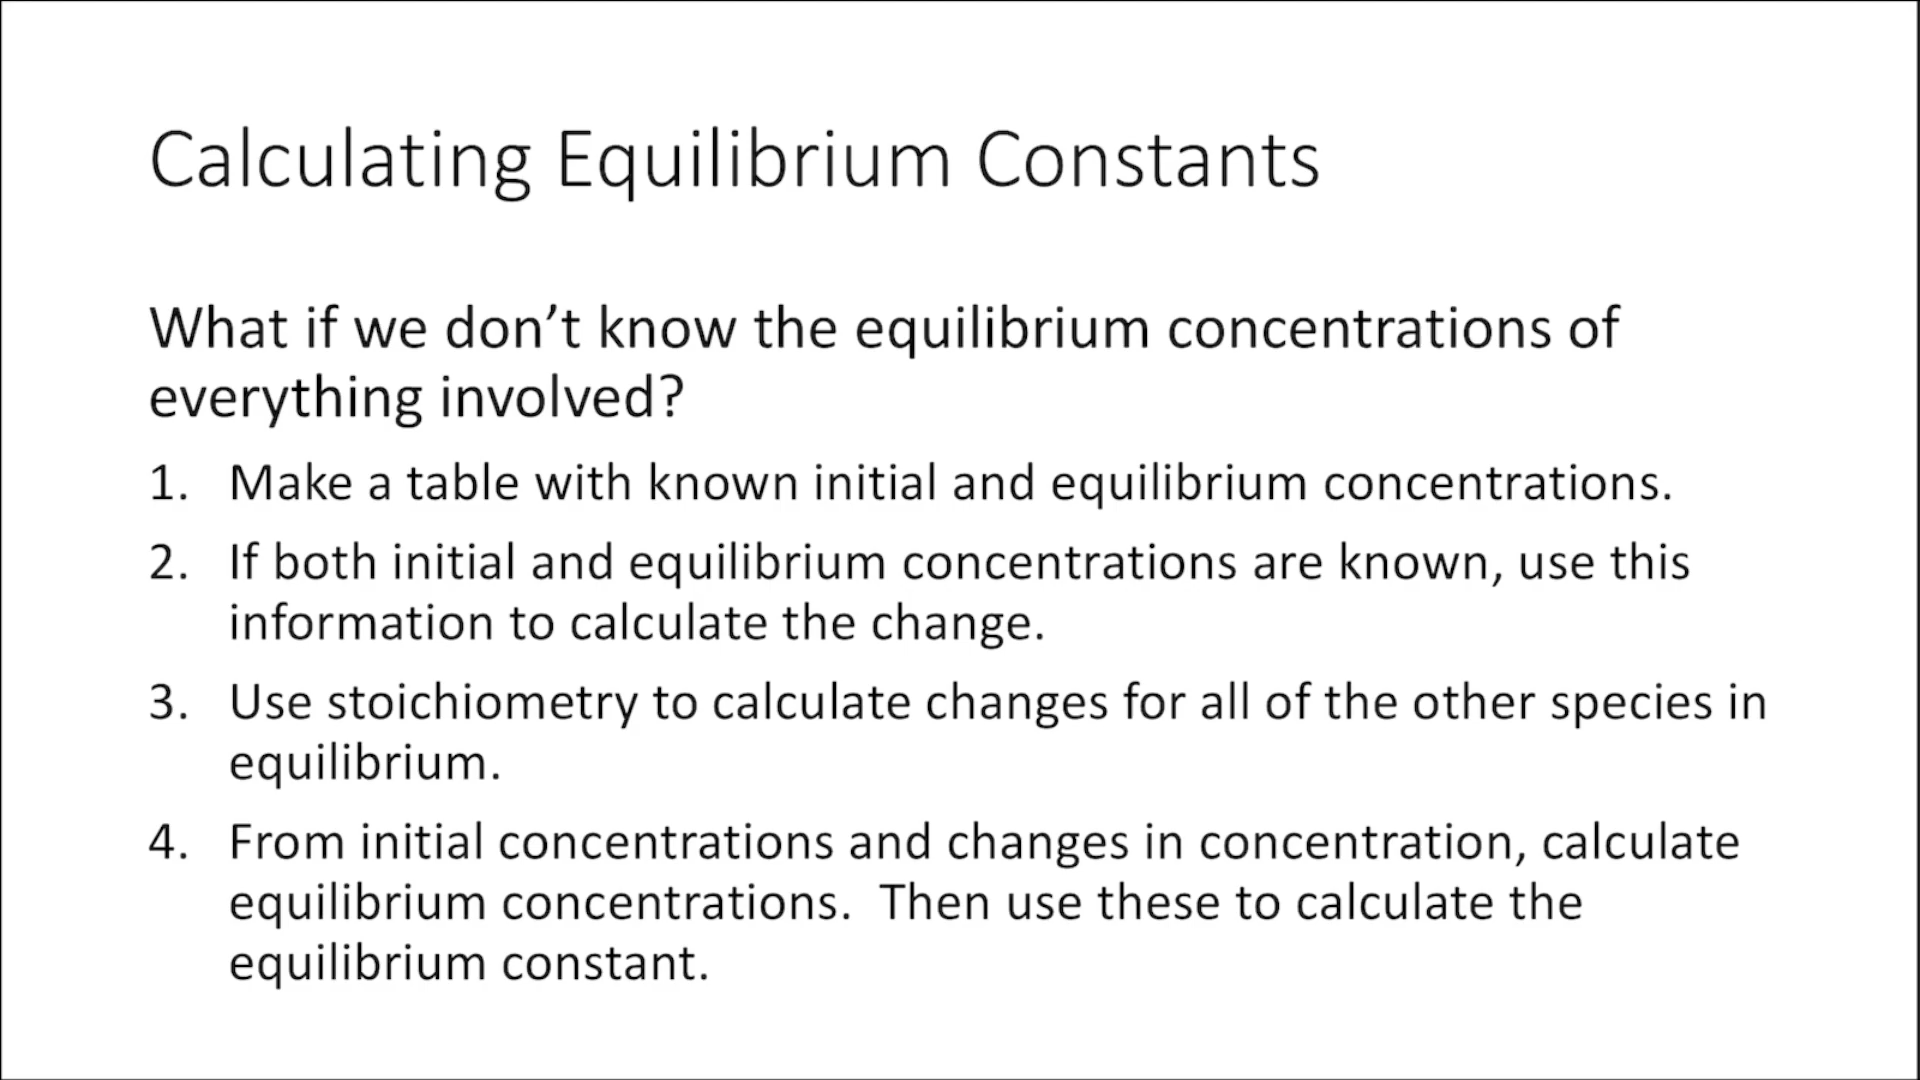 Calculating Equilibrium Constants
What if we don’t know the equilibrium concentrations of
everything involved?
1. Make a table with known initial and equilibrium concentrations.
2. If both initial and equilibrium concentrations are known, use this
information to calculate the change.
3. Use stoichiometry to calculate changes for all of the other species in
equilibrium.
4. From initial concentrations and changes in concentration, calculate
equilibrium concentrations.  Then use these to calculate the
equilibrium constant.